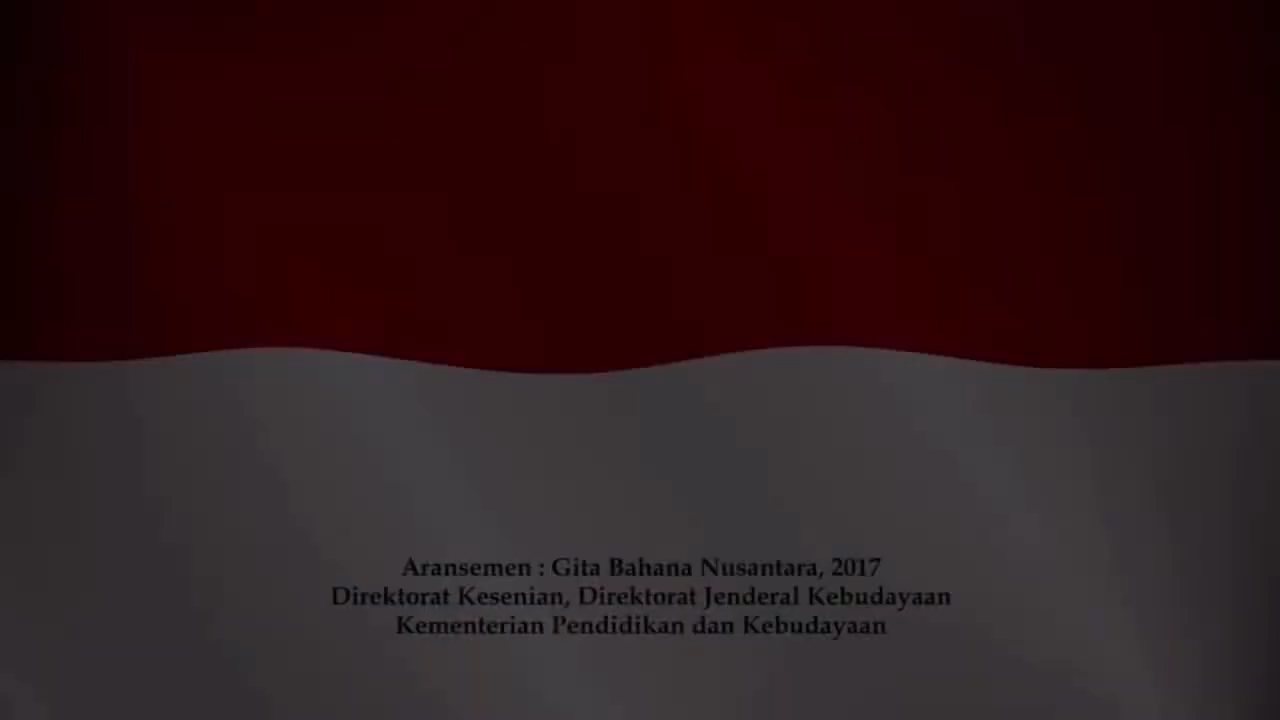 Aransemen : Gita Bahana Nusantara, 2017
Direktorat Kesenian, Direktorat Jenderal Kebudayaan
Kementerian Pendidikan dan Kebudayaan